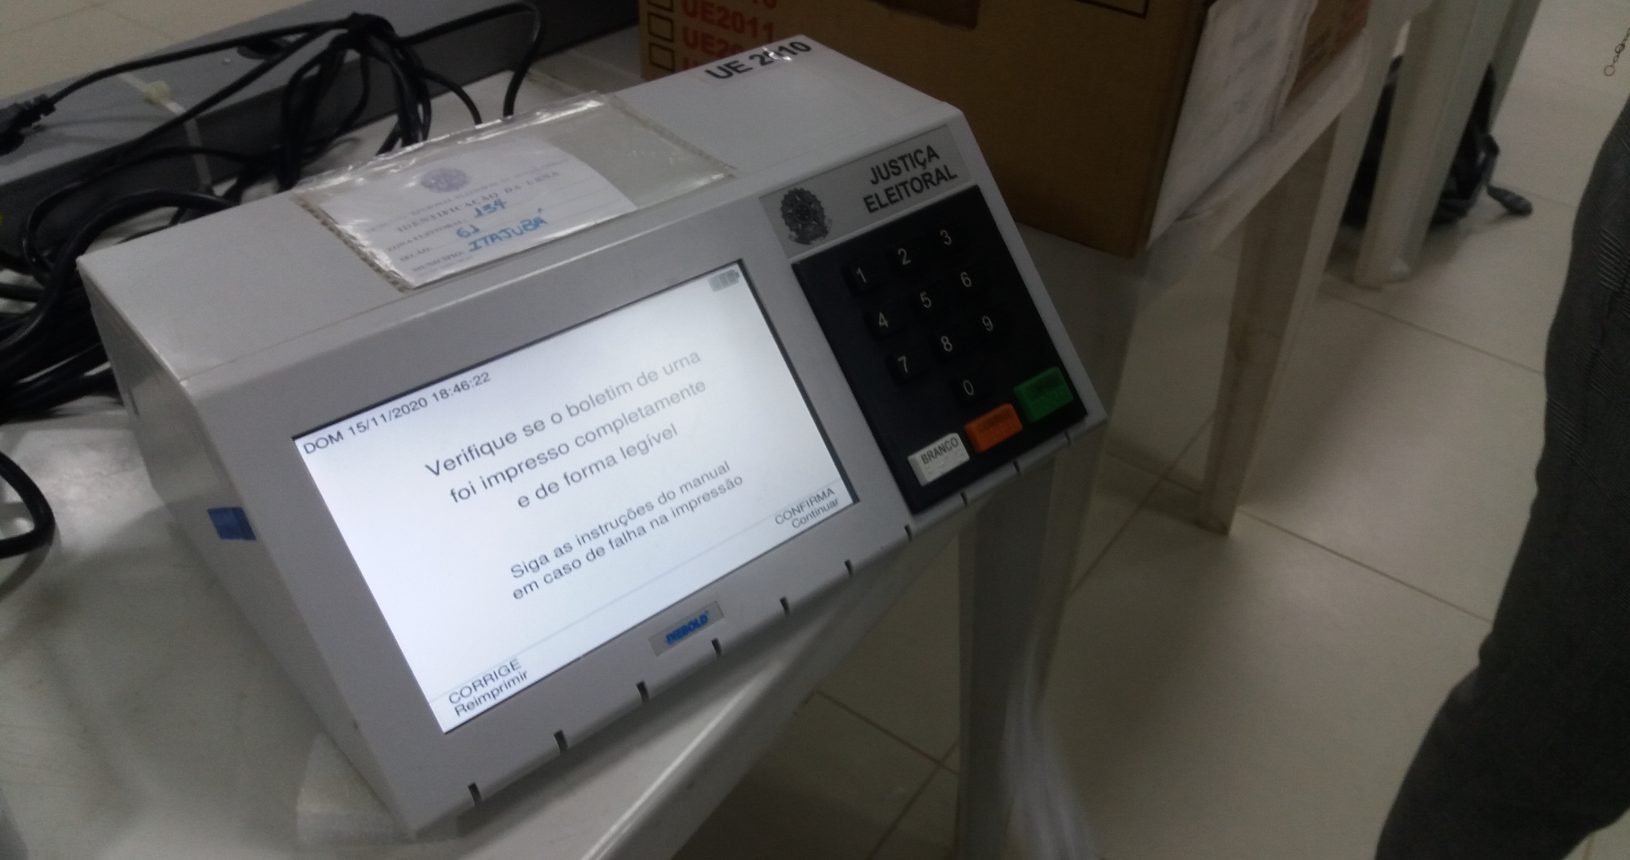 UE2011
UE 2010
IDENTIFICAÇÃO DA URNA
134
61
ITAJUBÁ
JUSTIÇA
ELEITORAL
1 2 3
4 5 6
7 8 9
0
BRANCO
DOM 15/11/2020 18:46:22
Verifique se o boletim de urna
foi impresso completamente
e de forma legível
Siga as instruções do manual
em caso de falha na impressão
CONFIRMA
Continuar
CORRIGE
Reimprimir
DIEBOLD